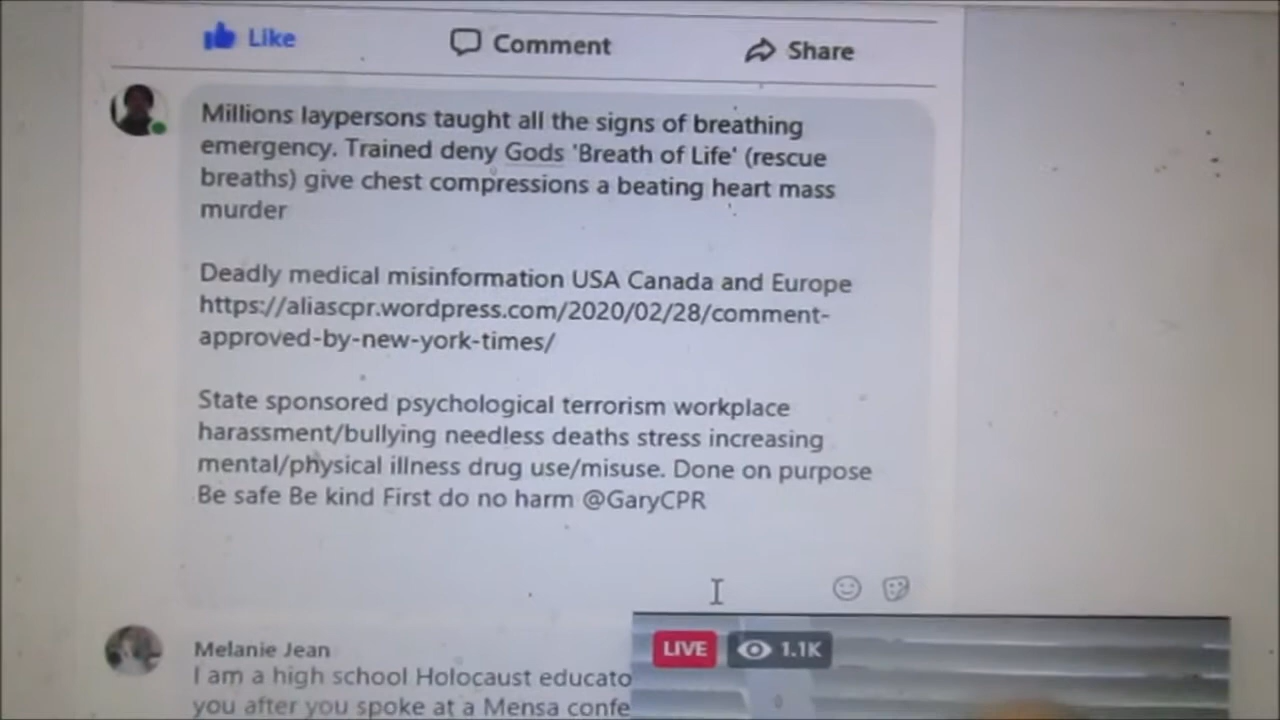 Like Comment Share
Millions laypersons taught all the signs of breathing
emergency. Trained deny Gods 'Breath of Life' (rescue
breaths) give chest compressions a beating heart mass
murder
Deadly medical misinformation USA Canada and Europe
https://aliascpr.wordpress.com/2020/02/28/comment-
approved-by-new-york-times/
State sponsored psychological terrorism workplace
harassment/bullying needless deaths stress increasing
mental/physical illness drug use/misuse. Done on purpose
Be safe Be kind First do no harm @GaryCPR
LIVE 1.1K
Melanie Jean
I am a high school Holocaust educato
you after you spoke at a Mensa confe